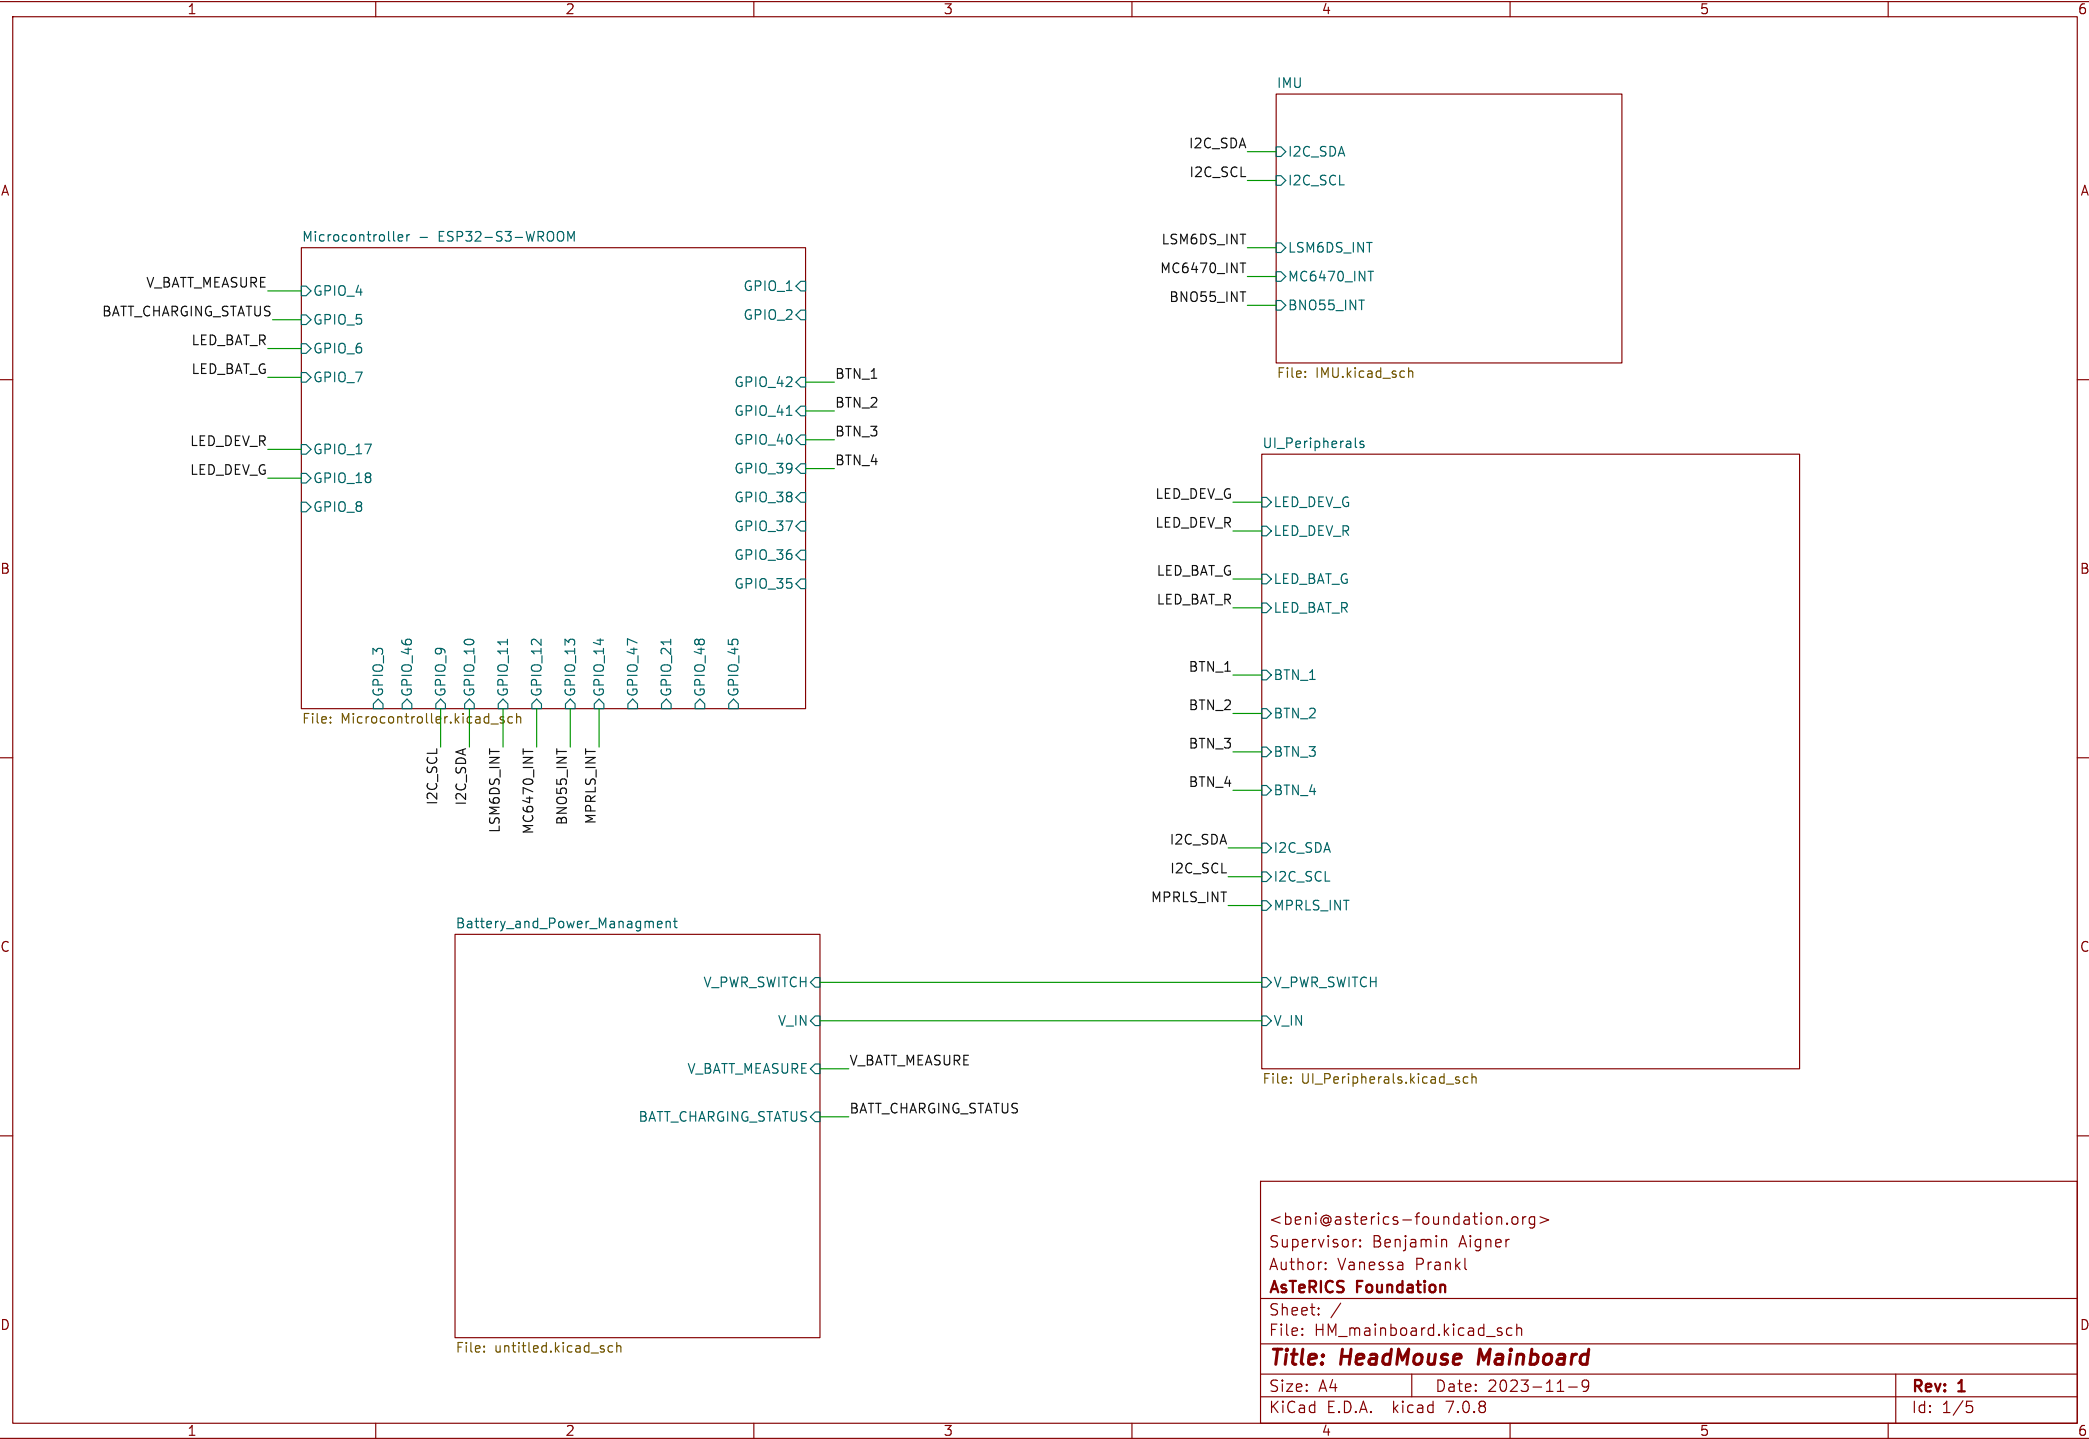 1 2 3 4 5 6
A
B
C
D
Microcontroller - ESP32-S3-WROOM
V_BATT_MEASURE
GPIO_4
BATT_CHARGING_STATUS
GPIO_5
LED_BAT_R
GPIO_6
LED_BAT_G
GPIO_7
LED_DEV_R
GPIO_17
LED_DEV_G
GPIO_18
GPIO_8
GPIO_1
GPIO_2
GPIO_42
BTN_1
GPIO_41
BTN_2
GPIO_40
BTN_3
GPIO_39
BTN_4
GPIO_38
GPIO_37
GPIO_36
GPIO_35
GPIO_3
GPIO_46
GPIO_9
GPIO_10
GPIO_11
GPIO_12
GPIO_13
GPIO_14
GPIO_47
GPIO_21
GPIO_48
GPIO_45
File: Microcontroller.kicad_sch
I2C_SCL
I2C_SDA
LSM6DS_INT
MC6470_INT
BNO55_INT
MPRLS_INT
IMU
I2C_SDA
I2C_SDA
I2C_SCL
I2C_SCL
LSM6DS_INT
LSM6DS_INT
MC6470_INT
MC6470_INT
BNO55_INT
BNO55_INT
File: IMU.kicad_sch
UI_Peripherals
LED_DEV_G
LED_DEV_G
LED_DEV_R
LED_DEV_R
LED_BAT_G
LED_BAT_G
LED_BAT_R
LED_BAT_R
BTN_1
BTN_1
BTN_2
BTN_2
BTN_3
BTN_3
BTN_4
BTN_4
I2C_SDA
I2C_SDA
I2C_SCL
I2C_SCL
MPRLS_INT
MPRLS_INT
V_PWR_SWITCH
V_IN
File: UI_Peripherals.kicad_sch
Battery_and_Power_Managment
V_PWR_SWITCH
V_IN
V_BATT_MEASURE
V_BATT_MEASURE
BATT_CHARGING_STATUS
BATT_CHARGING_STATUS
File: untitled.kicad_sch
<beni@asterics-foundation.org>
Supervisor: Benjamin Aigner
Author: Vanessa Prankl
AsTeRICS Foundation
Sheet: /
File: HM_mainboard.kicad_sch
Title: HeadMouse Mainboard
Size: A4
Date: 2023-11-9
Rev: 1
KiCad E.D.A. kicad 7.0.8
Id: 1/5
A
B
C
D
1 2 3 4 5 6